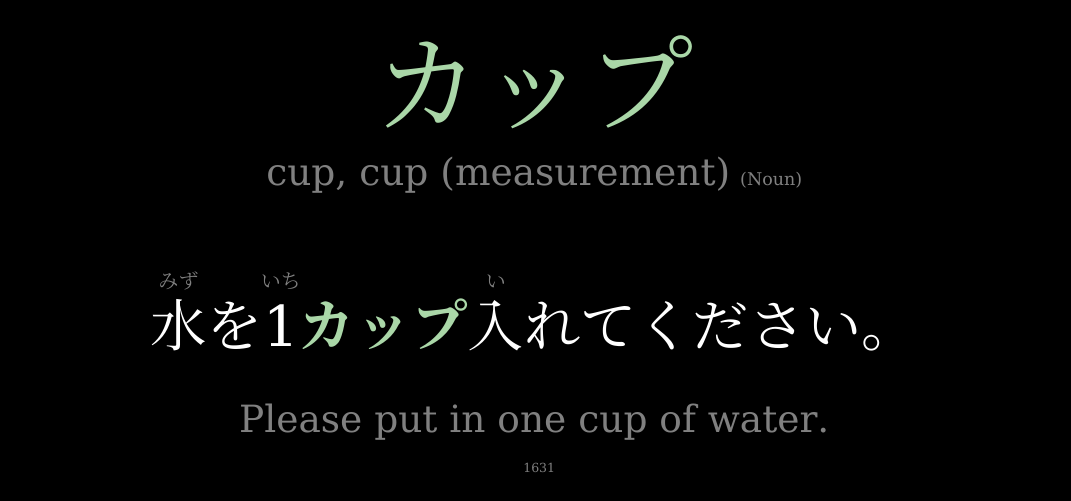 カップ
cup, cup (measurement) (Noun)
みず いち い
水を1カップ入れてください。
Please put in one cup of water.
1631